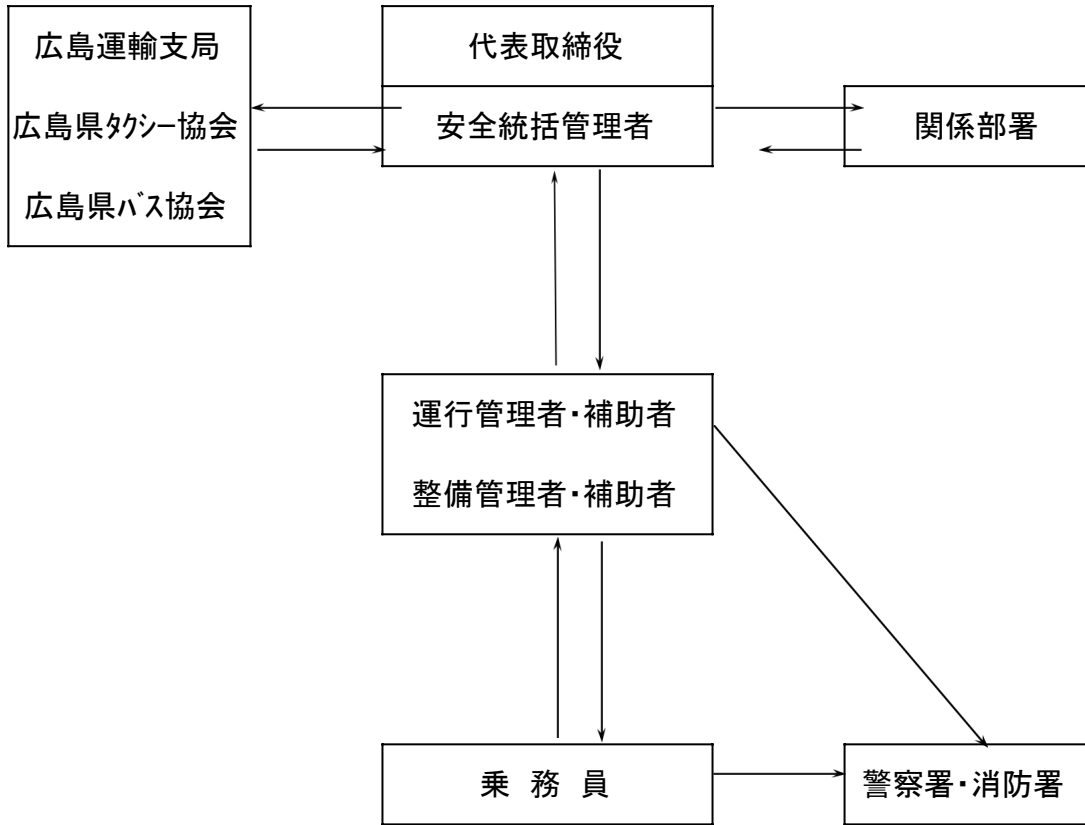 広島運輸支局
広島県ﾀｸｼー協会
広島県ﾊﾞｽ協会
代表取締役
安全統括管理者
関係部署
運行管理者・補助者
整備管理者・補助者
乗 務 員
警察署・消防署